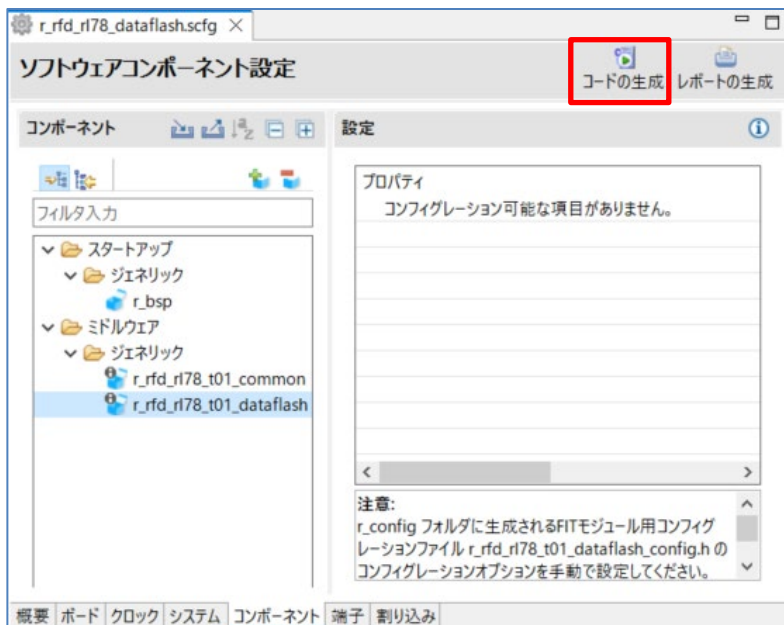 r_rfd_rl78_dataflash.scfg
ソフトウェアコンポーネント設定
コードの生成 レポートの生成
コンポーネント
設定
フィルタ入力
スタートアップ
ジェネリック
r_bsp
ミドルウェア
ジェネリック
r_rfd_rl78_t01_common
r_rfd_rl78_t01_dataflash
プロパティ
コンフィグレーション可能な項目がありません。
注意:
r_config フォルダに生成されるFITモジュール用コンフィグ
レーションファイル r_rfd_rl78_t01_dataflash_config.h の
コンフィグレーションオプションを手動で設定してください。
概要 ボード クロック システム コンポーネント 端子 割り込み